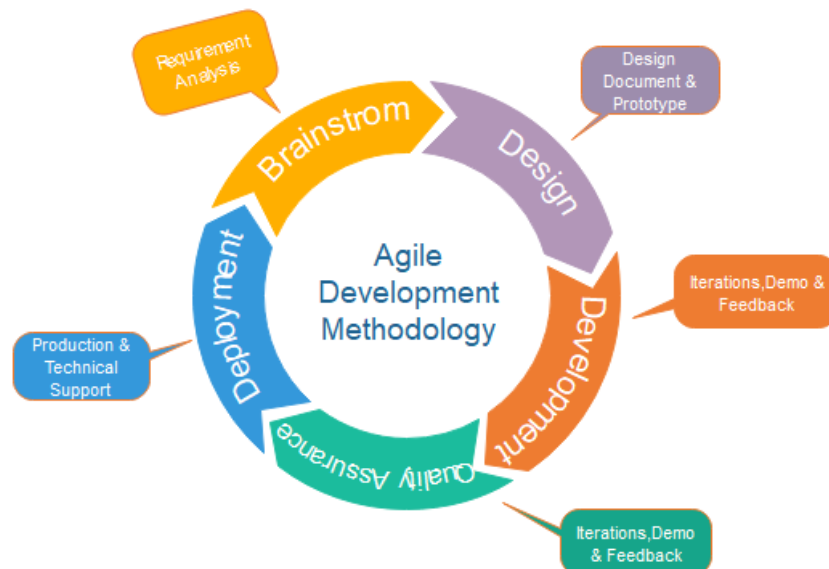 Requirement
Analysis
Brainstrom
Design
Document &
Prototype
Design
Agile
Development
Methodology
Iterations,Demo &
Feedback
Development
Production &
Technical
Support
Deployment
Quality Assurance
Iterations,Demo
& Feedback